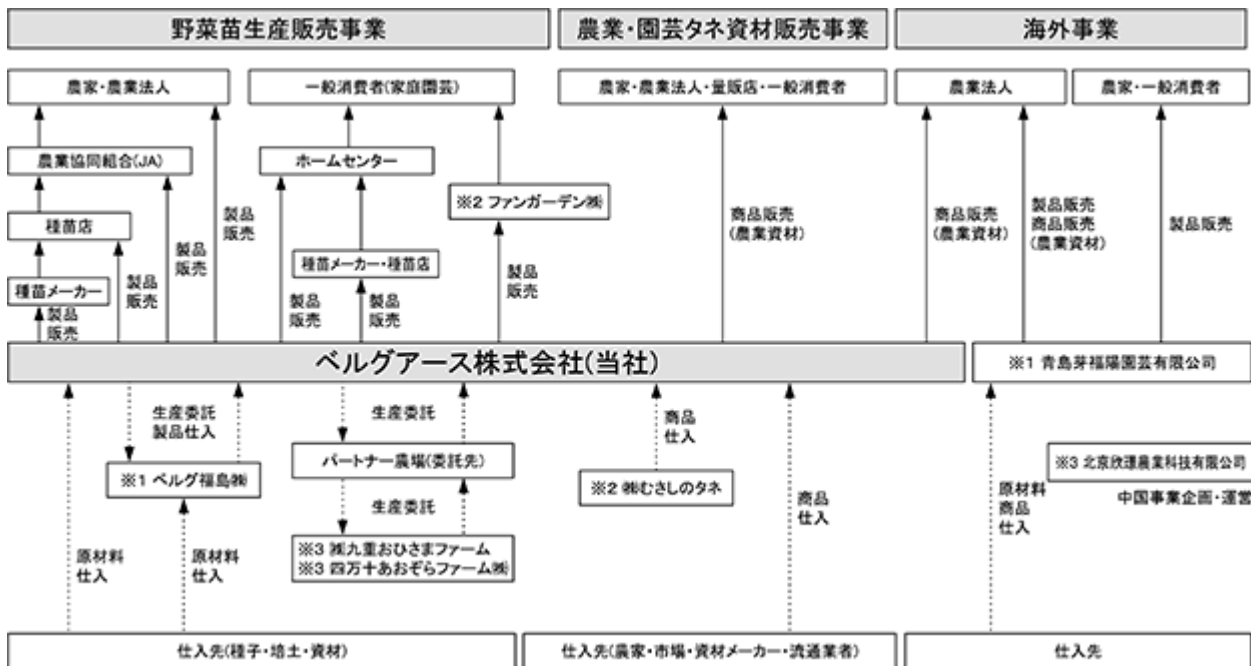 野菜苗生産販売事業
農業・園芸タネ資材販売事業
海外事業
農家・農業法人
一般消費者(家庭園芸)
農家・農業法人・量販店・一般消費者
農業法人
農家・一般消費者
農業協同組合(JA)
ホームセンター
※2 ファンガーデン㈱
種苗店
種苗メーカー・種苗店
種苗メーカー
製品
販売
製品
販売
製品
販売
製品
販売
製品
販売
製品
販売
製品
販売
商品販売
(農業資材)
商品販売
(農業資材)
製品販売
商品販売
(農業資材)
製品販売
ベルグアース株式会社(当社)
※1 青島芽福陽園芸有限公司
生産委託
製品仕入
生産委託
商品
仕入
※1 ベルグ福島㈱
パートナー農場(委託先)
※2 ㈱むさしのタネ
※3 北京欣璟農業科技有限公司
中国事業企画・運営
生産委託
原材料
商品
仕入
商品
仕入
※3 ㈱九重おひさまファーム
※3 四万十あおぞらファーム㈱
原材料
仕入
原材料
仕入
仕入先(種子・培土・資材)
仕入先(農家・市場・資材メーカー・流通業者)
仕入先